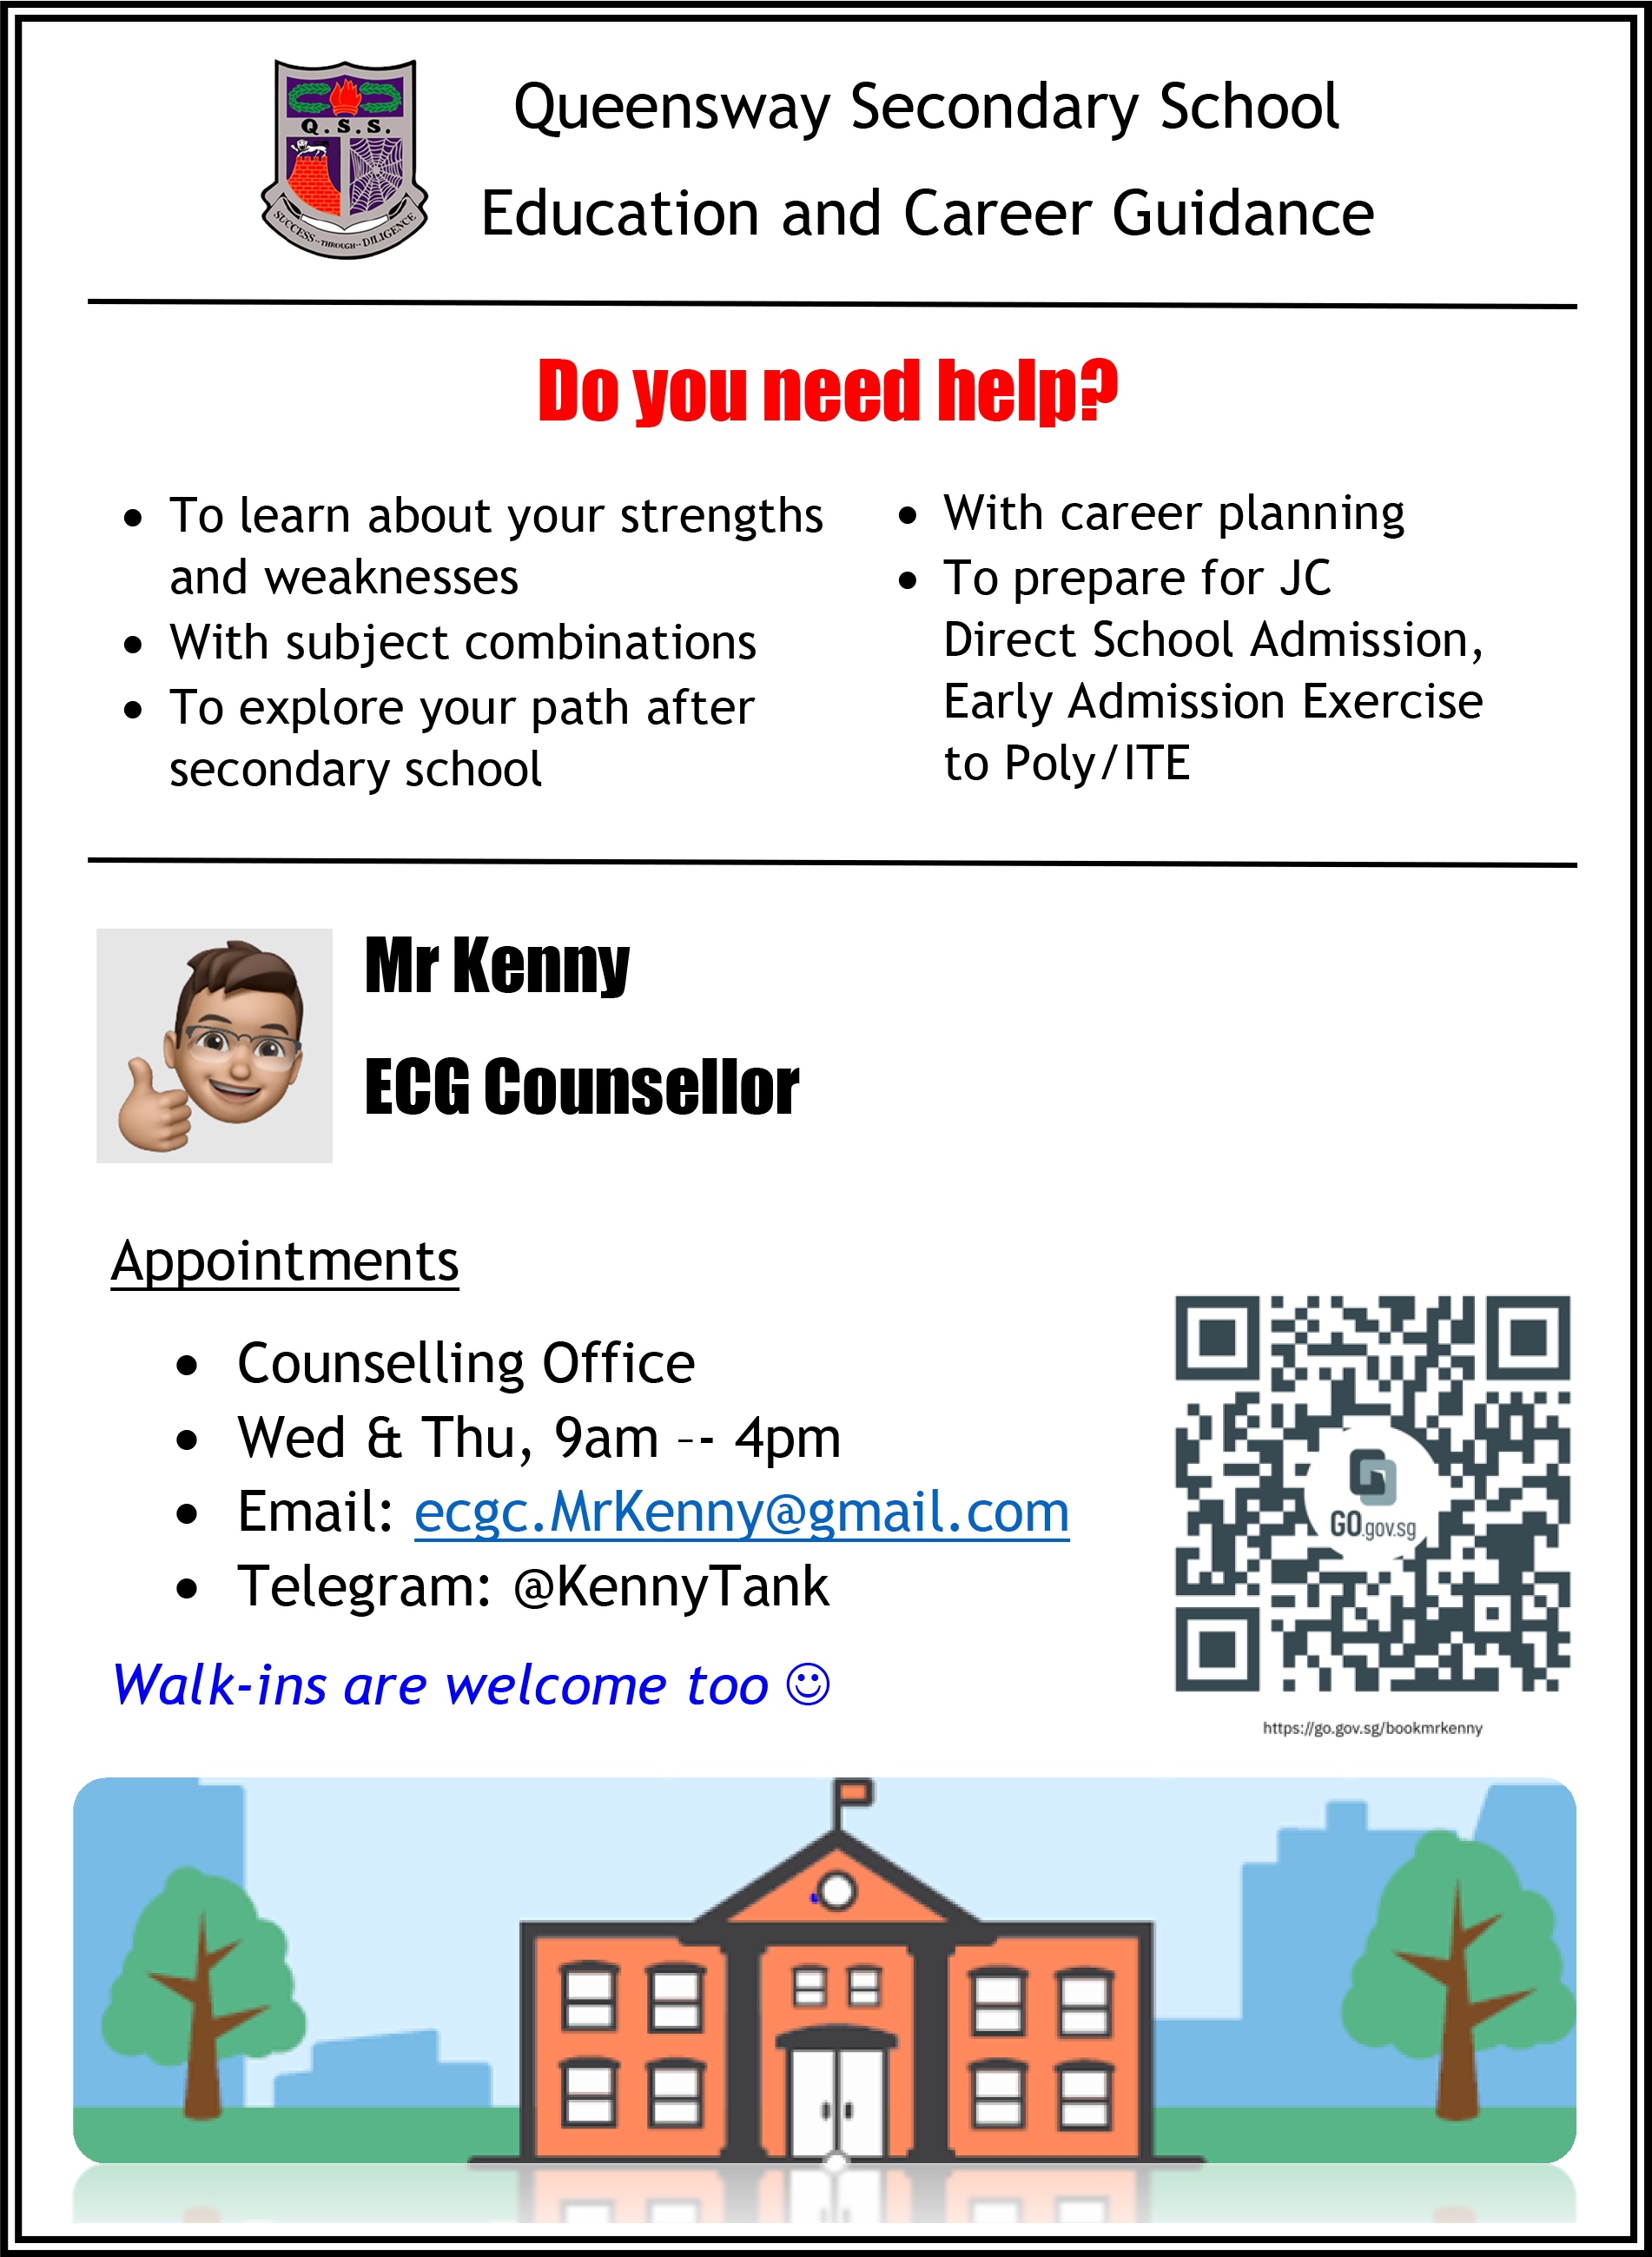 Q.S.S.
SUCCESS··THROUGH··DILIGENCE
Queensway Secondary School
Education and Career Guidance
Do you need help?
• To learn about your strengths
and weaknesses
• With subject combinations
• To explore your path after
secondary school
• With career planning
• To prepare for JC
Direct School Admission,
Early Admission Exercise
to Poly/ITE
Mr Kenny
ECG Counsellor
Appointments
• Counselling Office
• Wed & Thu, 9am –- 4pm
• Email: ecgc.MrKenny@gmail.com
• Telegram: @KennyTank
Walk-ins are welcome too ☺
GO.gov.sg
https://go.gov.sg/bookmrkenny